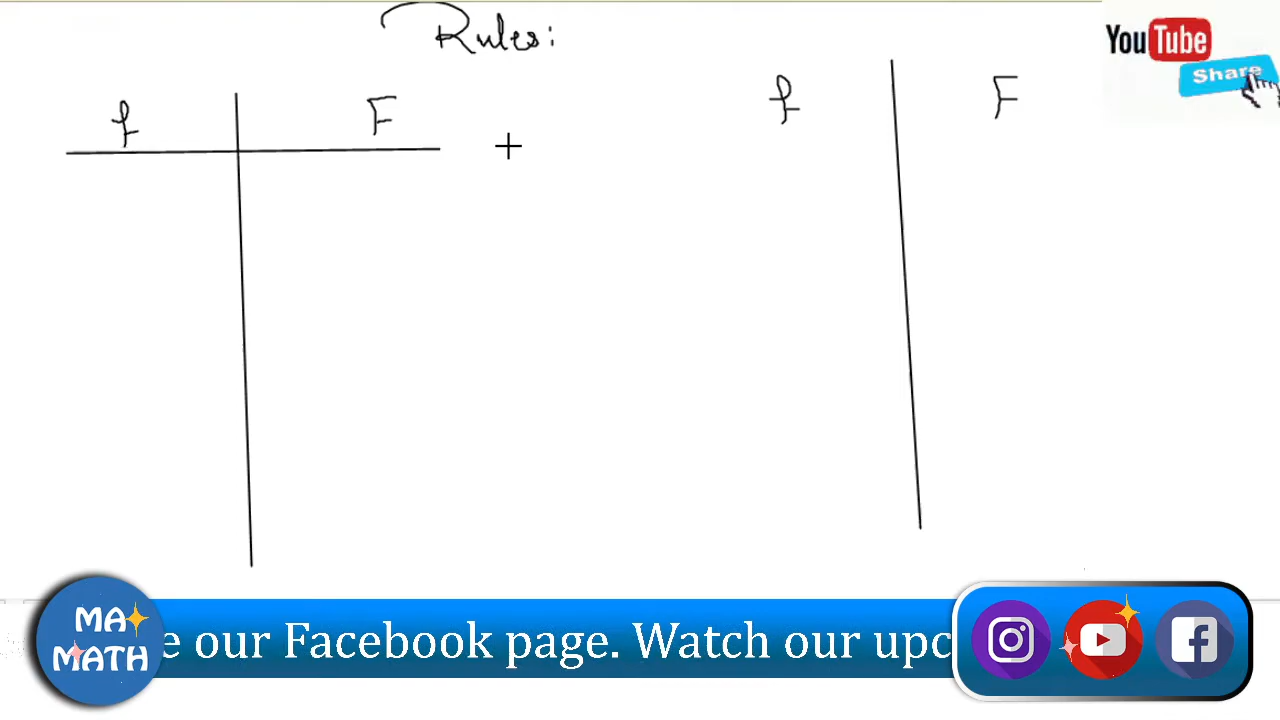 Rules:
YouTube
Share
f F
f F
MA
MATH
e our Facebook page. Watch our upc